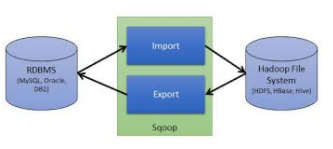 RDBMS
(MySQL, Oracle,
DB2)
Import
Export
Sqoop
Hadoop File
System
(HDFS, HBase, Hive)